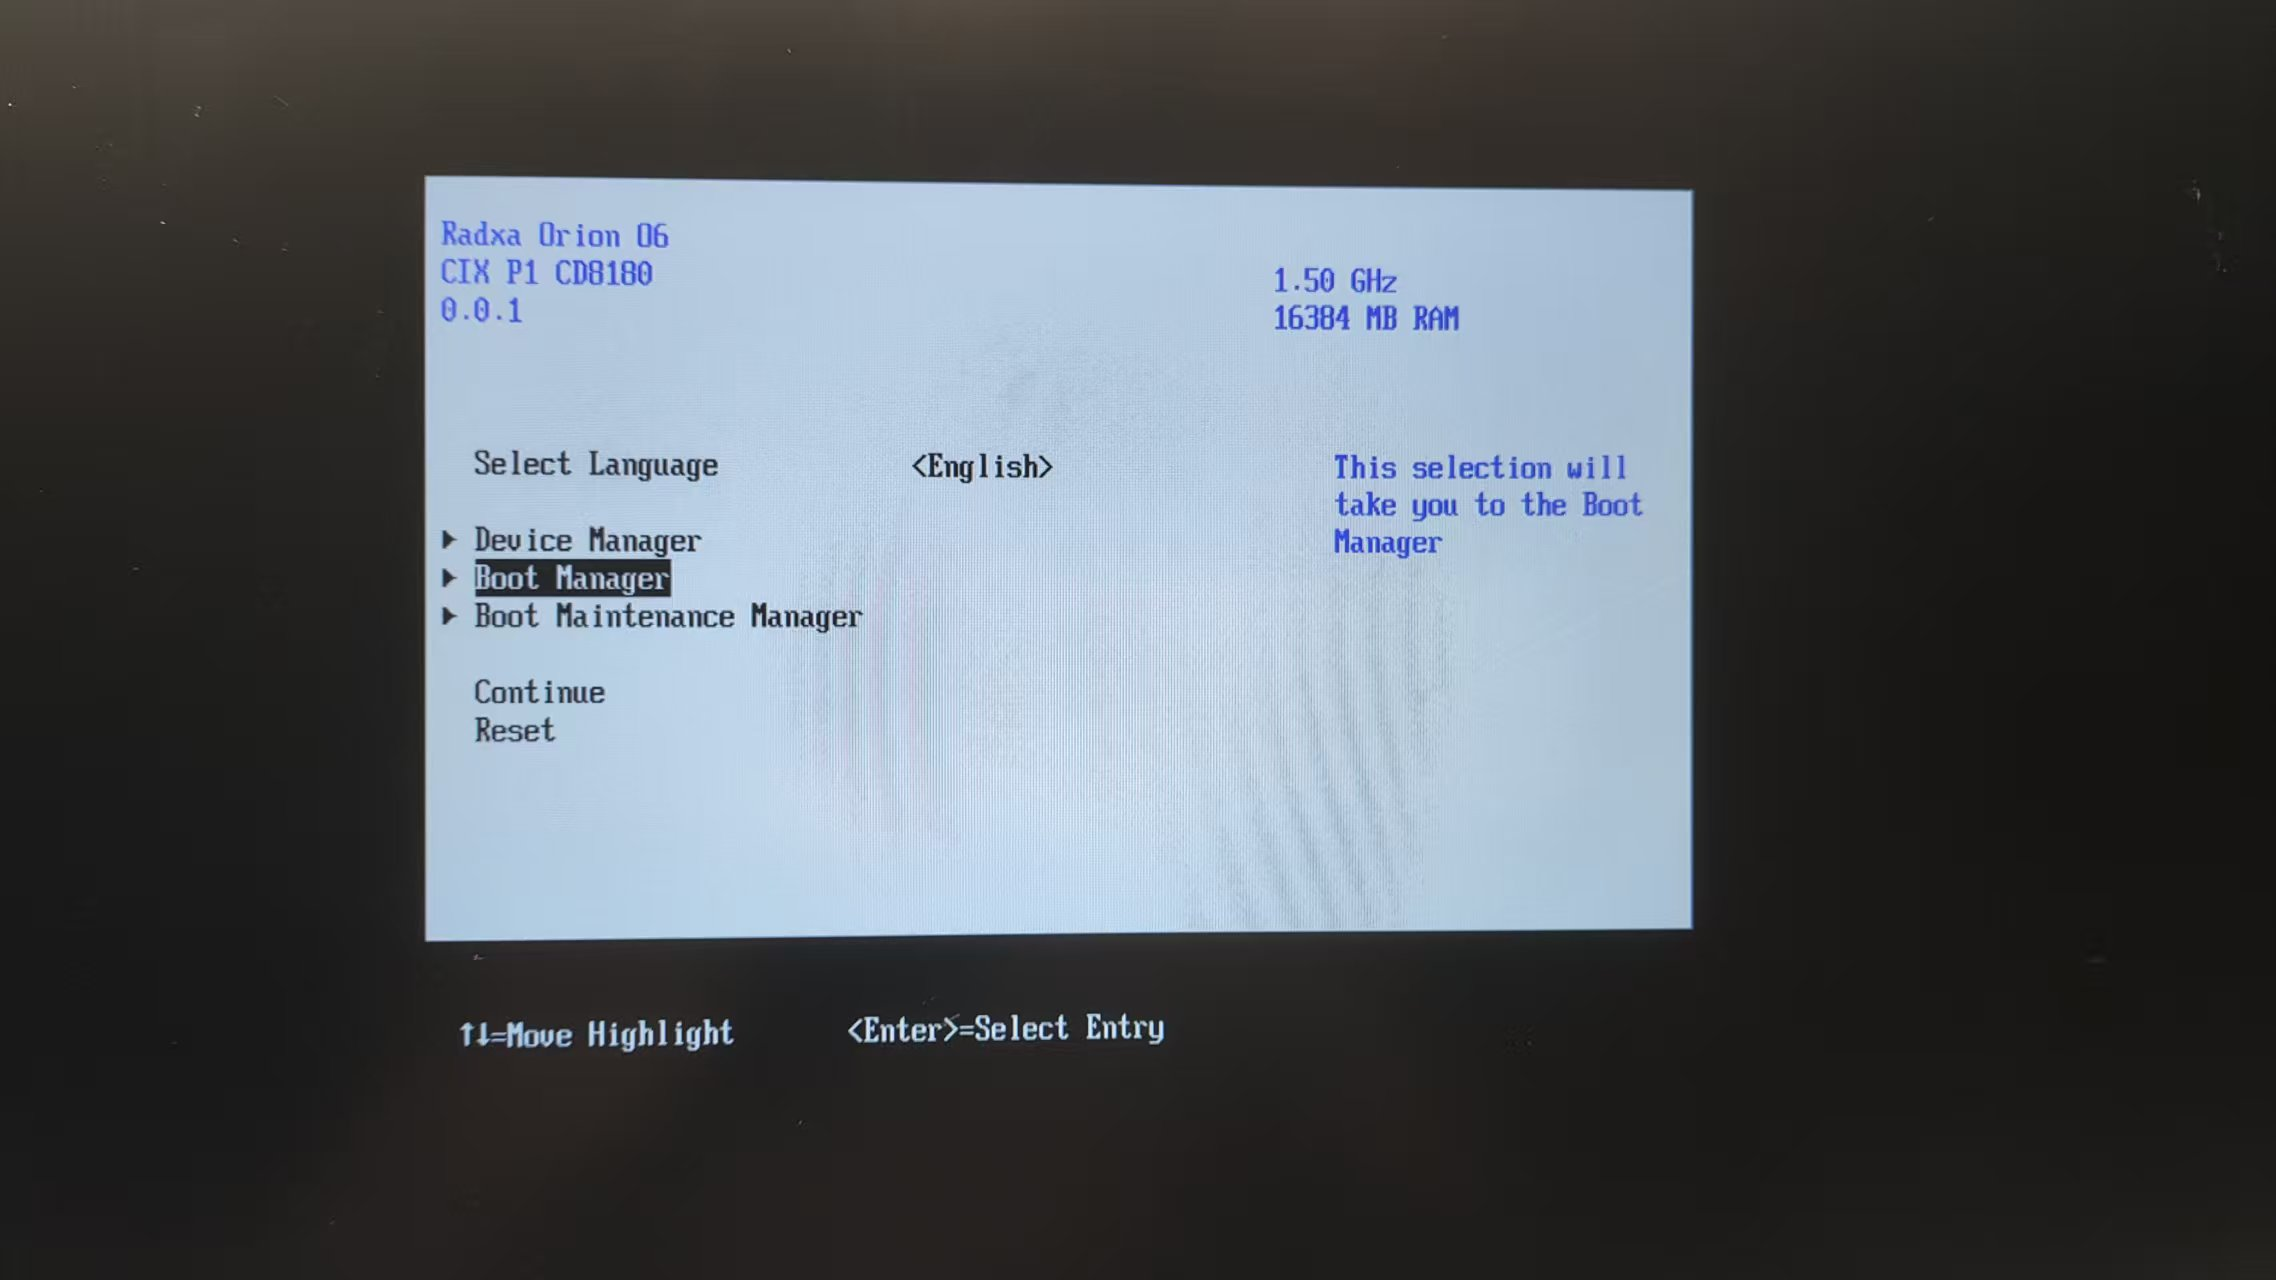 Radxa Orion O6
CIX P1 CD8180
0.0.1
1.50 GHz
16384 MB RAM
Select Language <English>
This selection will
take you to the Boot
Manager
Device Manager
Boot Manager
Boot Maintenance Manager
Continue
Reset
↑↓=Move Highlight <Enter>=Select Entry